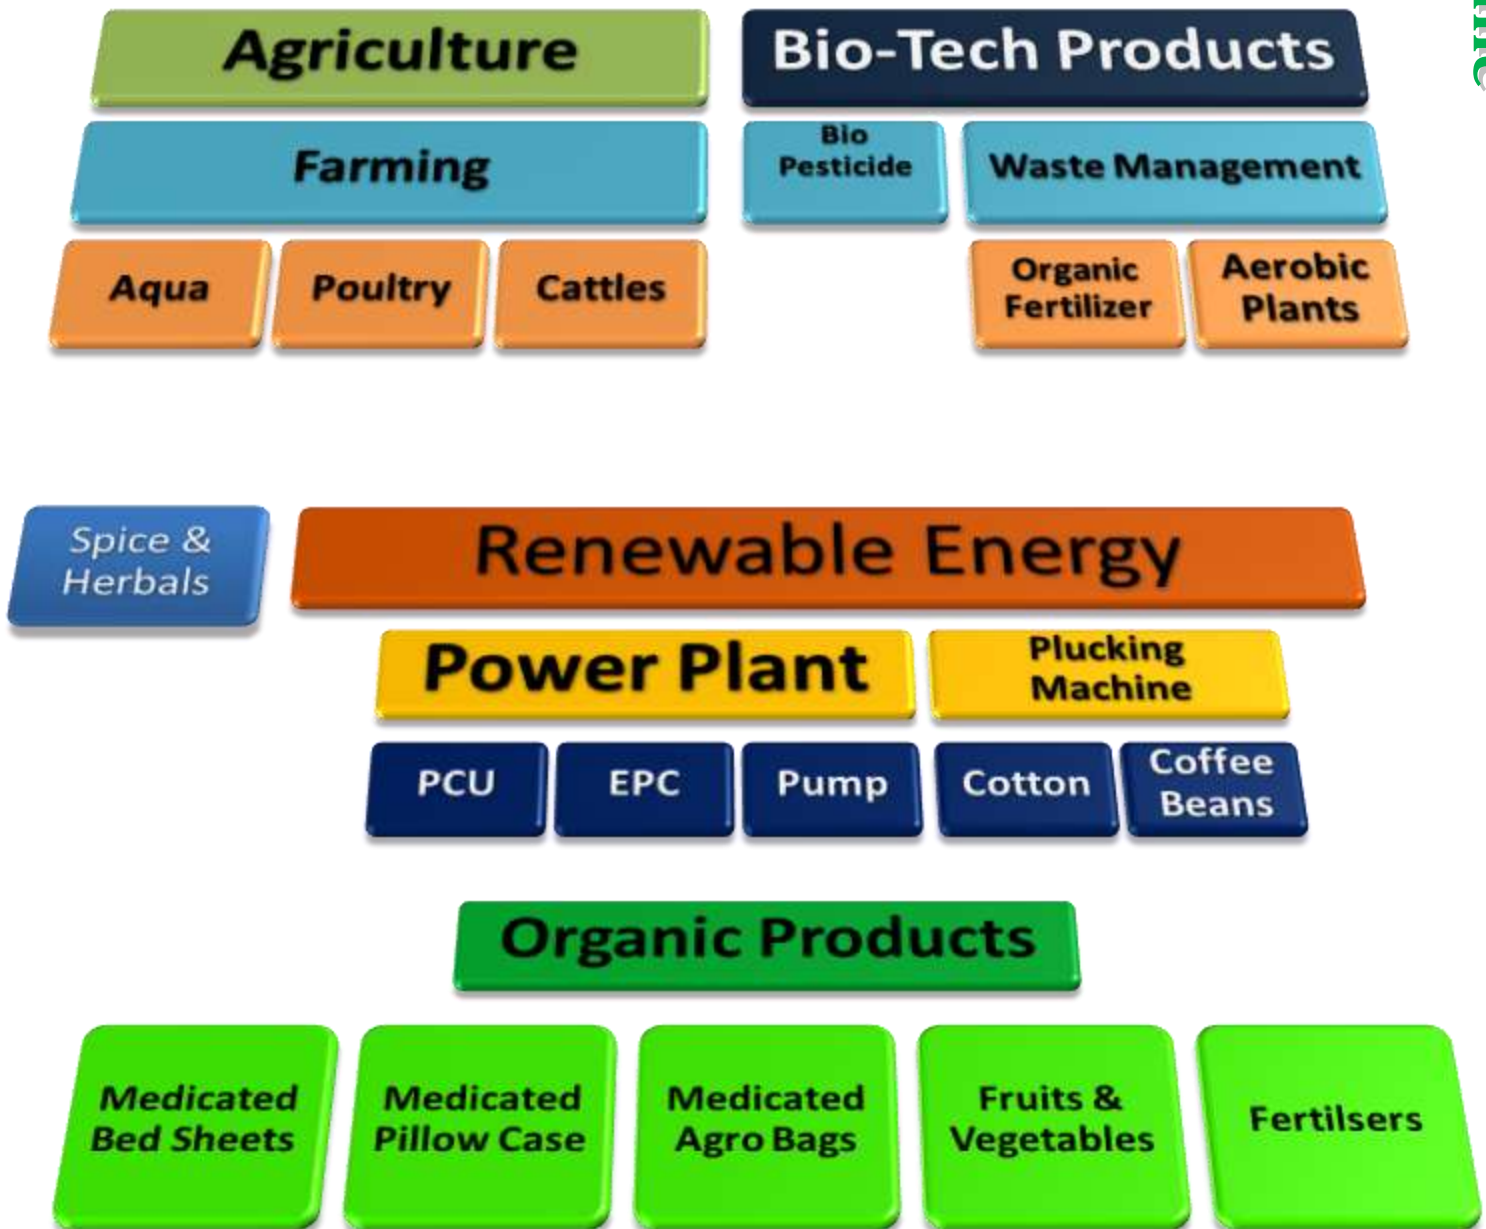 Agriculture
Bio-Tech Products
Farming
Bio
Pesticide
Waste Management
Aqua
Poultry
Cattles
Organic
Fertilizer
Aerobic
Plants
Spice &
Herbals
Renewable Energy
Power Plant
Plucking
Machine
PCU
EPC
Pump
Cotton
Coffee
Beans
Organic Products
Medicated
Bed Sheets
Medicated
Pillow Case
Medicated
Agro Bags
Fruits &
Vegetables
Fertilsers